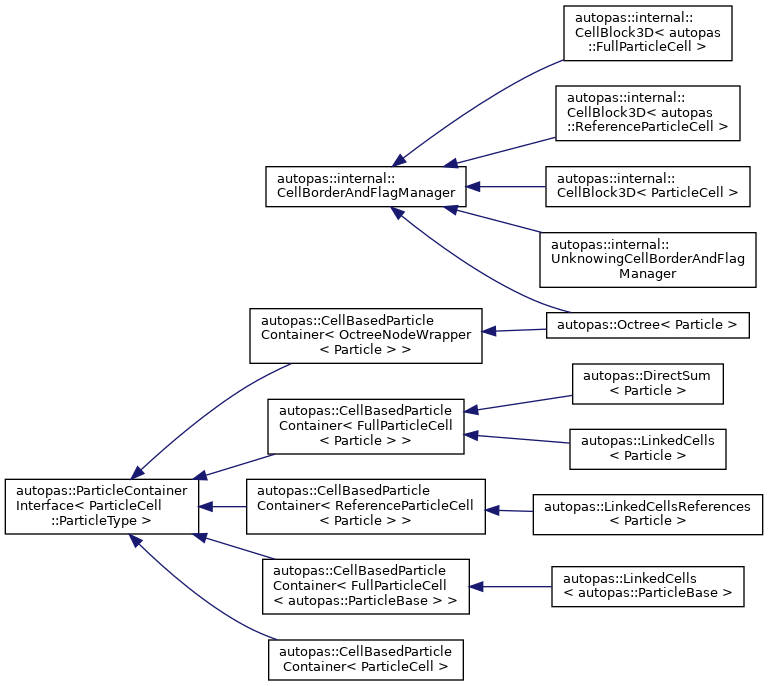 autopas::internal::
CellBlock3D< autopas
::FullParticleCell >
autopas::internal::
CellBlock3D< autopas
::ReferenceParticleCell >
autopas::internal::
CellBorderAndFlagManager
autopas::internal::
CellBlock3D< ParticleCell >
autopas::internal::
UnknowingCellBorderAndFlag
Manager
autopas::CellBasedParticle
Container< OctreeNodeWrapper
< Particle > >
autopas::Octree< Particle >
autopas::DirectSum
< Particle >
autopas::CellBasedParticle
Container< FullParticleCell
< Particle > >
autopas::LinkedCells
< Particle >
autopas::ParticleContainer
Interface< ParticleCell
::ParticleType >
autopas::CellBasedParticle
Container< ReferenceParticleCell
< Particle > >
autopas::LinkedCellsReferences
< Particle >
autopas::CellBasedParticle
Container< FullParticleCell
< autopas::ParticleBase > >
autopas::LinkedCells
< autopas::ParticleBase >
autopas::CellBasedParticle
Container< ParticleCell >